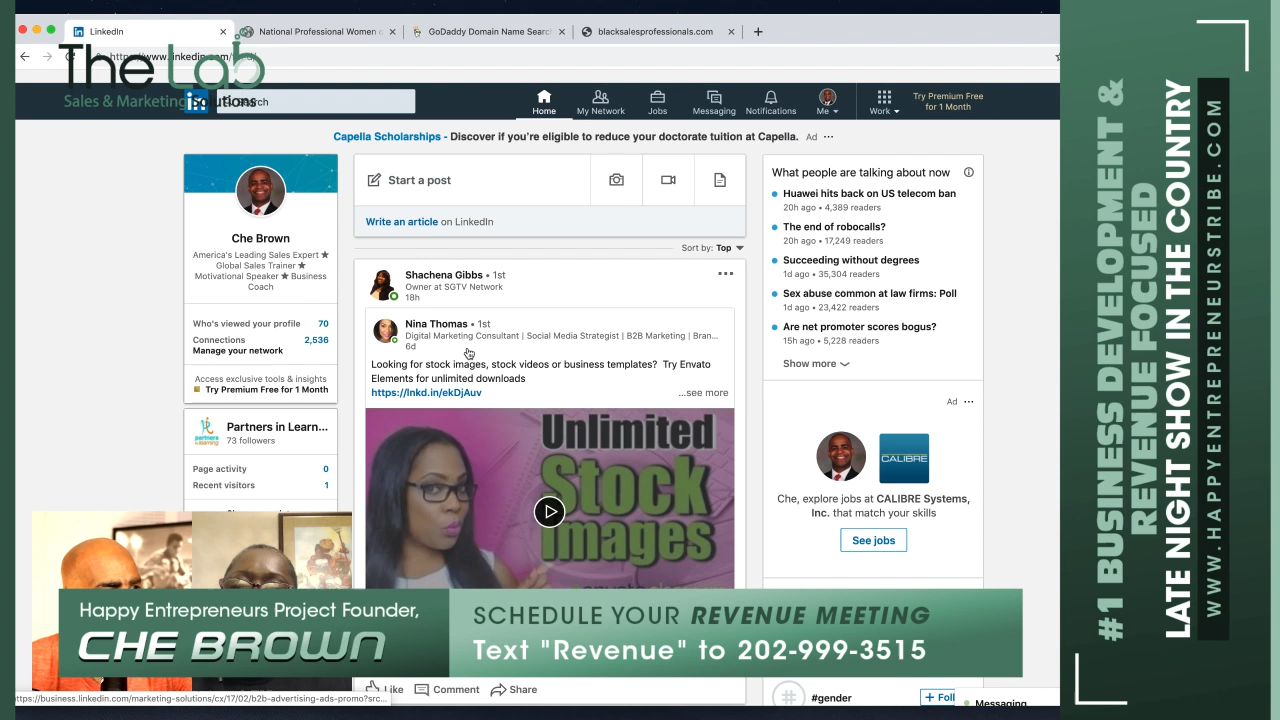 LinkedIn
National Professional Women
GoDaddy Domain Name Search
blacksalesprofessionals.com
The Lab
Sales & Marketing Solutions
Search
Home
My Network
Jobs
Messaging
Notifications
Me
Work
Try Premium Free
for 1 Month
Capella Scholarships - Discover if you're eligible to reduce your doctorate tuition at Capella. Ad
Che Brown
America's Leading Sales Expert ★
Global Sales Trainer ★
Motivational Speaker ★ Business
Coach
Who's viewed your profile 70
Connections 2,536
Manage your network
Access exclusive tools & insights
Try Premium Free for 1 Month
partners in learning
Partners in Learn...
73 followers
Page activity 0
Recent visitors 1
Start a post
Write an article on LinkedIn
Sort by: Top
Shachena Gibbs • 1st
Owner at SGTV Network
18h
Nina Thomas • 1st
Digital Marketing Consultant | Social Media Strategist | B2B Marketing | Bran...
6d
Looking for stock images, stock videos or business templates? Try Envato
Elements for unlimited downloads
https://lnkd.in/ekDjAuv
...see more
Unlimited
Stock
Images
Like
Comment
Share
What people are talking about now
Huawei hits back on US telecom ban
20h ago • 4,389 readers
The end of robocalls?
20h ago • 17,249 readers
Succeeding without degrees
1d ago • 35,304 readers
Sex abuse common at law firms: Poll
1d ago • 23,422 readers
Are net promoter scores bogus?
15h ago • 5,228 readers
Show more
Ad
CALIBRE
Che, explore jobs at CALIBRE Systems,
Inc. that match your skills
See jobs
#gender
+ Foll
Messaging
Happy Entrepreneurs Project Founder,
CHE BROWN
SCHEDULE YOUR REVENUE MEETING
Text "Revenue" to 202-999-3515
ttps://business.linkedin.com/marketing-solutions/cx/17/02/b2b-advertising-ads-promo?src...
#1 BUSINESS DEVELOPMENT &
REVENUE FOCUSED
LATE NIGHT SHOW IN THE COUNTRY
WWW.HAPPYENTREPRENEURSTRIBE.COM